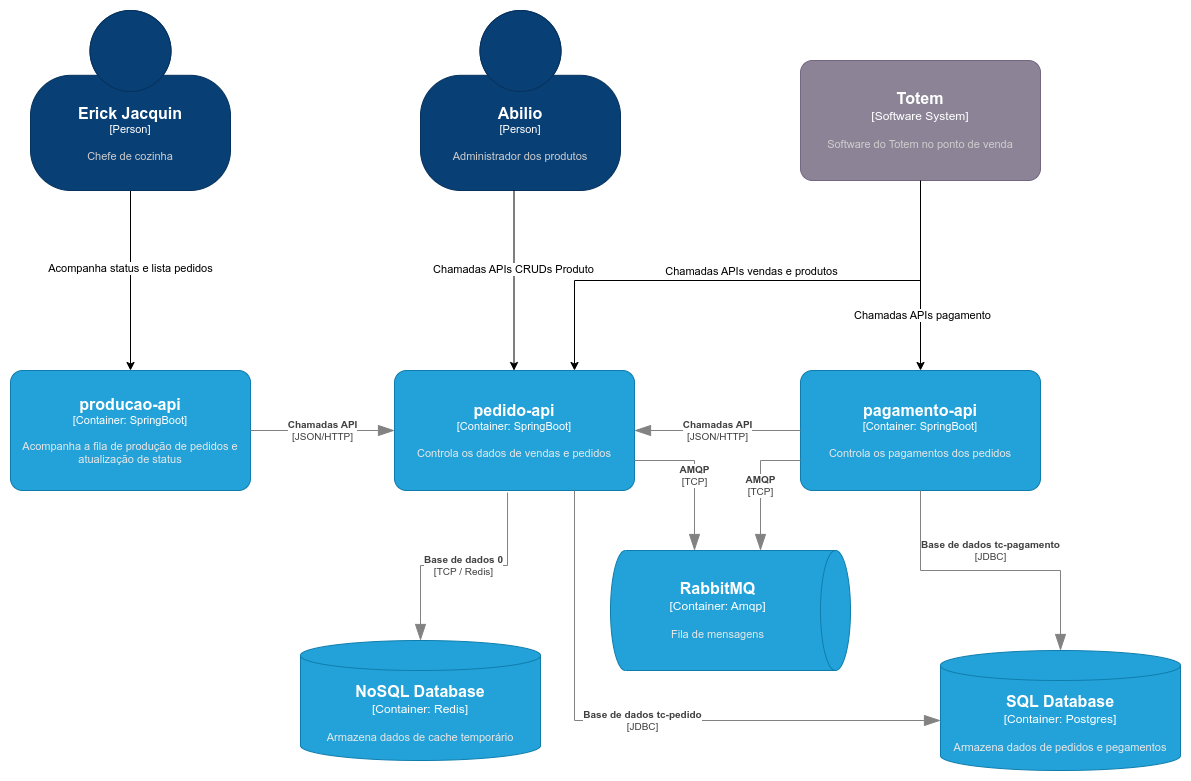 Erick Jacquin
[Person]
Chefe de cozinha
Abilio
[Person]
Administrador dos produtos
Totem
[Software System]
Software do Totem no ponto de venda
Acompanha status e lista pedidos
Chamadas APIs CRUDs Produto
Chamadas APIs vendas e produtos
Chamadas APIs pagamento
producao-api
[Container: SpringBoot]
Acompanha a fila de produção de pedidos e
atualização de status
Chamadas API
[JSON/HTTP]
pedido-api
[Container: SpringBoot]
Controla os dados de vendas e pedidos
Chamadas API
[JSON/HTTP]
pagamento-api
[Container: SpringBoot]
Controla os pagamentos dos pedidos
AMQP
[TCP]
AMQP
[TCP]
Base de dados 0
[TCP / Redis]
Base de dados tc-pagamento
[JDBC]
RabbitMQ
[Container: Amqp]
Fila de mensagens
NoSQL Database
[Container: Redis]
Armazena dados de cache temporário
Base de dados tc-pedido
[JDBC]
SQL Database
[Container: Postgres]
Armazena dados de pedidos e pegamentos